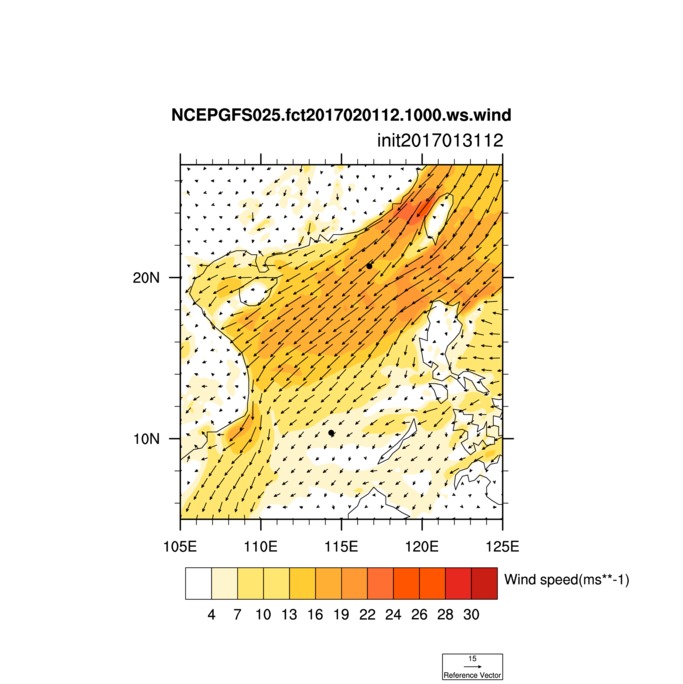 NCEPGFS025.fct2017020112.1000.ws.wind
init2017013112
20N
10N
105E 110E 115E 120E 125E
Wind speed(ms**-1)
4 7 10 13 16 19 22 24 26 28 30
15
Reference Vector